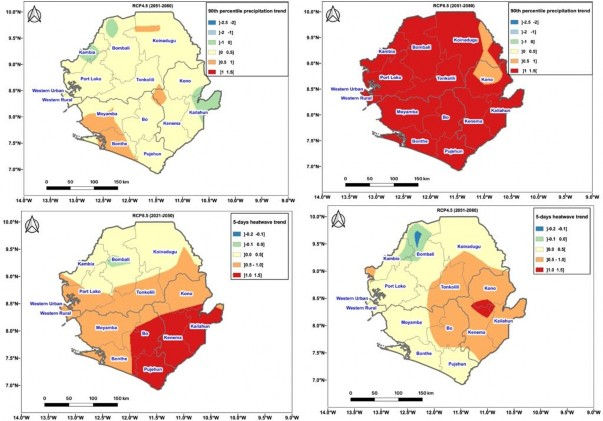 RCP4.5 (2051-2080)
90th percentile precipitation trend
[-2.5 -2]
[-2 -1]
[-1 0]
[0 0.5]
[0.5 1]
[1 1.5]
10.0°N
9.5°N
9.0°N
8.5°N
8.0°N
7.5°N
7.0°N
Koinadugu
Bombali
Kambia
Port Loko
Tonkolili
Kono
Western Urban
Western Rural
Moyamba
Bo
Kenema
Kailahun
Bonthe
Pujehun
0 50 100 150 km
14.0°W 13.5°W 13.0°W 12.5°W 12.0°W 11.5°W 11.0°W 10.5°W 10.0°W 9.5°W 9.0°W
RCP8.5 (2051-2080)
90th percentile precipitation trend
[-2.5 -2]
[-2 -1]
[-1 0]
[0 0.5]
[0.5 1]
[1 1.5]
10.0°N
9.5°N
9.0°N
8.5°N
8.0°N
7.5°N
7.0°N
Koinadugu
Bombali
Kambia
Port Loko
Tonkolili
Kono
Western Urban
Western Rural
Moyamba
Bo
Kenema
Kailahun
Bonthe
Pujehun
0 50 100 150 km
14.0°W 13.5°W 13.0°W 12.5°W 12.0°W 11.5°W 11.0°W 10.5°W 10.0°W 9.5°W 9.0°W
RCP8.5 (2021-2050)
5-days heatwave trend
[-0.2 -0.1]
[-0.1 0.0]
[0.0 0.5]
[0.5 - 1.0]
[1.0 1.5]
10.0°N
9.5°N
9.0°N
8.5°N
8.0°N
7.5°N
7.0°N
Koinadugu
Kambia
Bombali
Port Loko
Tonkolili
Kono
Western Urban
Western Rural
Moyamba
Bo
Kenema
Kailahun
Bonthe
Pujehun
0 50 100 150 km
14.0°W 13.5°W 13.0°W 12.5°W 12.0°W 11.5°W 11.0°W 10.5°W 10.0°W 9.5°W 9.0°W
RCP4.5 (2051-2080)
5-days heatwave trend
[-0.2 -0.1]
[-0.1 0.0]
[0.0 0.5]
[0.5 - 1.0]
[1.0 1.5]
10.0°N
9.5°N
9.0°N
8.5°N
8.0°N
7.5°N
7.0°N
Koinadugu
Kambia
Bombali
Port Loko
Tonkolili
Kono
Western Urban
Western Rural
Moyamba
Bo
Kenema
Kailahun
Bonthe
Pujehun
0 50 100 150 km
14.0°W 13.5°W 13.0°W 12.5°W 12.0°W 11.5°W 11.0°W 10.5°W 10.0°W 9.5°W 9.0°W